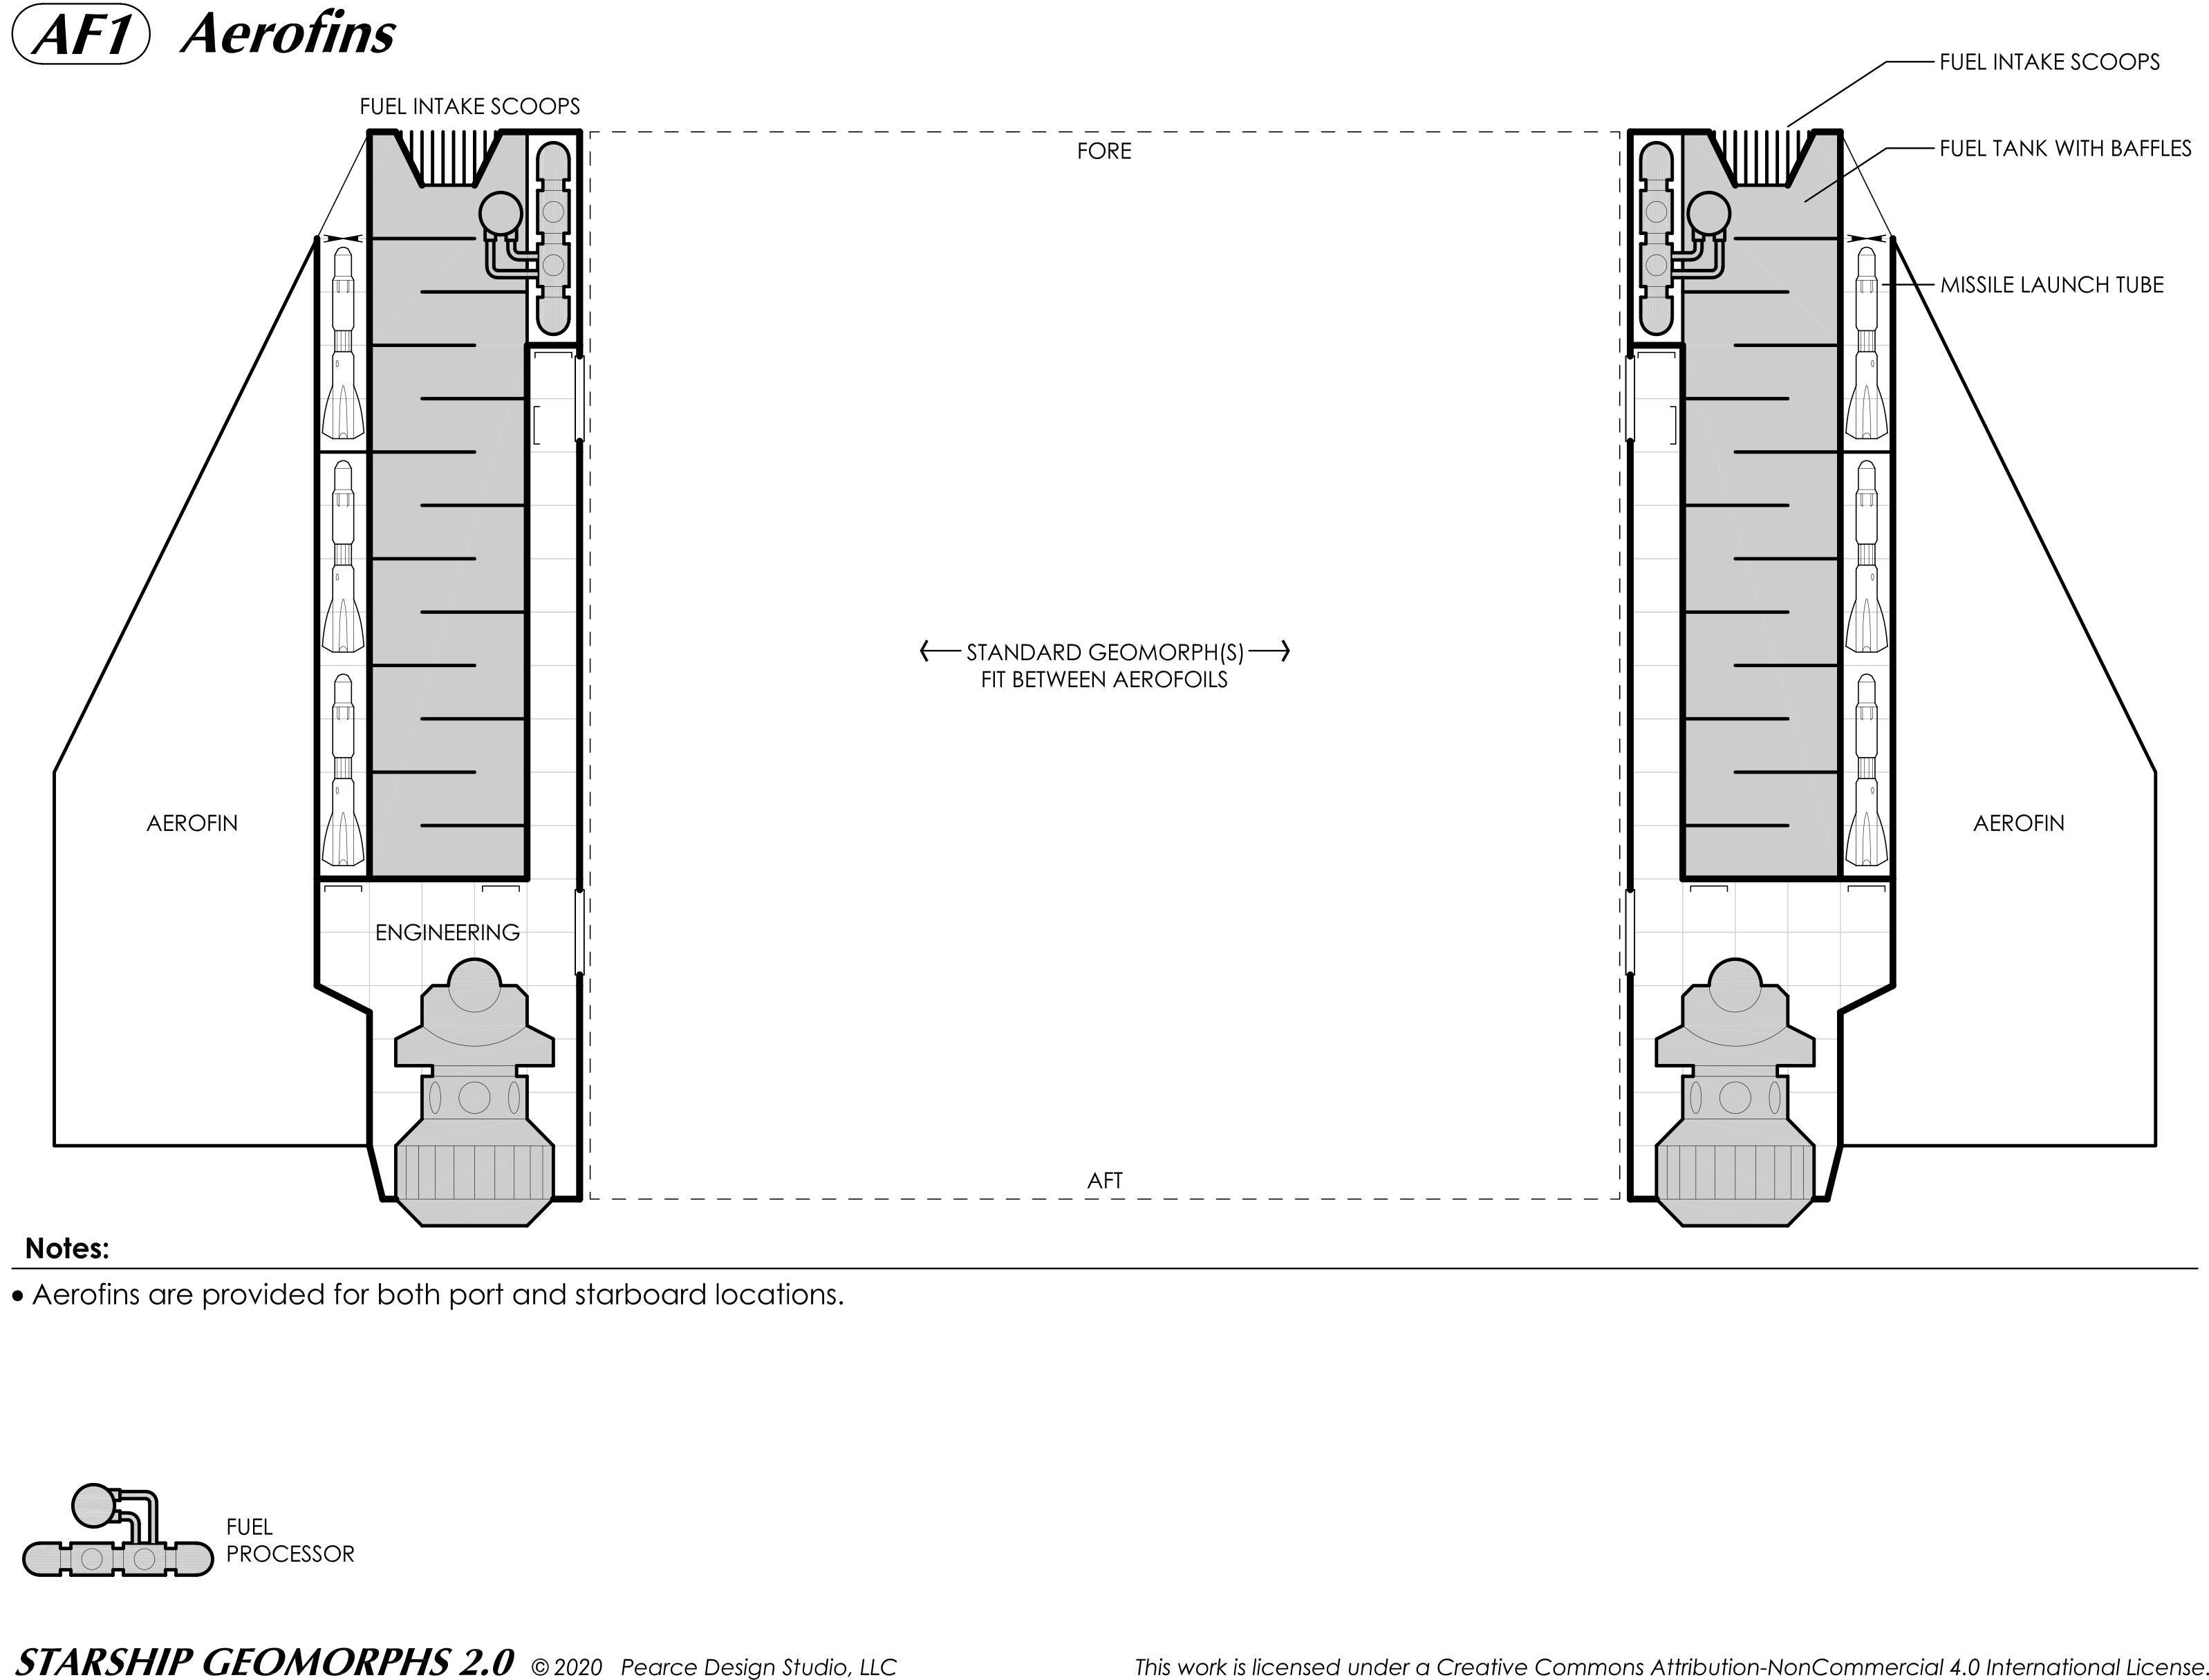 AF1 Aerofins
FUEL INTAKE SCOOPS
FUEL INTAKE SCOOPS
FORE
FUEL TANK WITH BAFFLES
MISSILE LAUNCH TUBE
STANDARD GEOMORPH(S)
FIT BETWEEN AEROFOILS
AEROFIN
AEROFIN
ENGINEERING
AFT
Notes:
• Aerofins are provided for both port and starboard locations.
FUEL
PROCESSOR
STARSHIP GEOMORPHS 2.0 © 2020 Pearce Design Studio, LLC
This work is licensed under a Creative Commons Attribution-NonCommercial 4.0 International License.